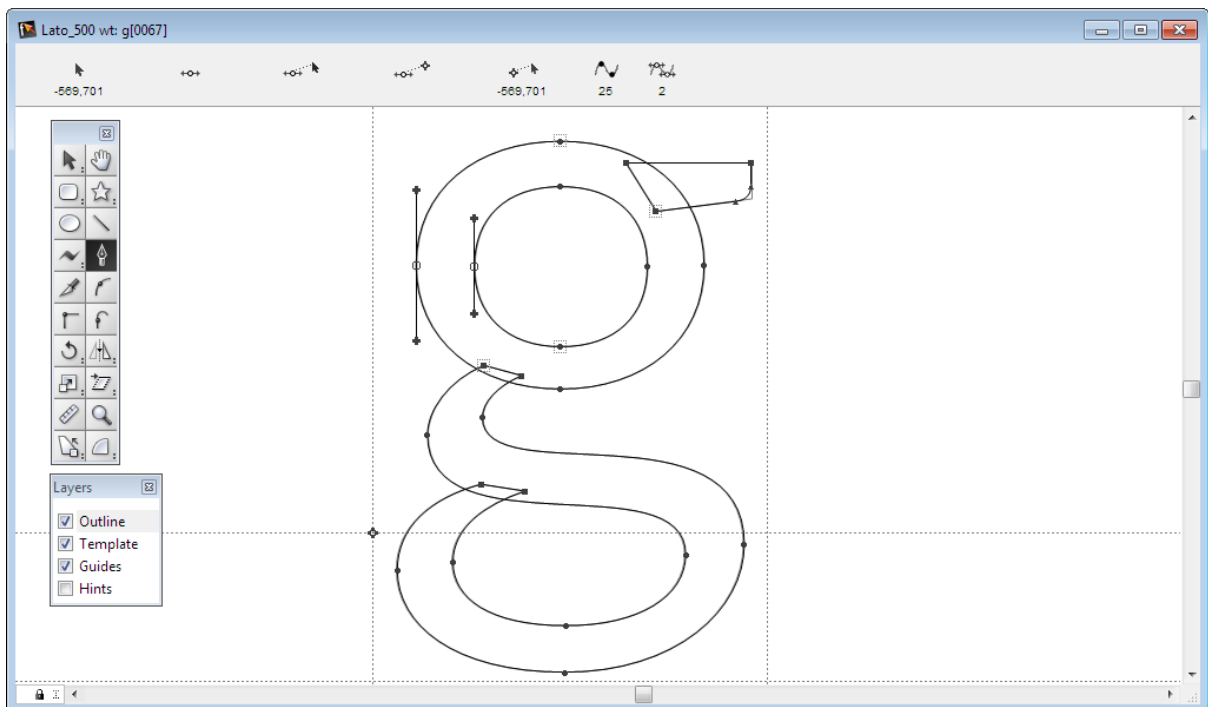 Lato_500 wt: g[0067]
-569,701
-569,701
25
2
Layers
Outline
Template
Guides
Hints